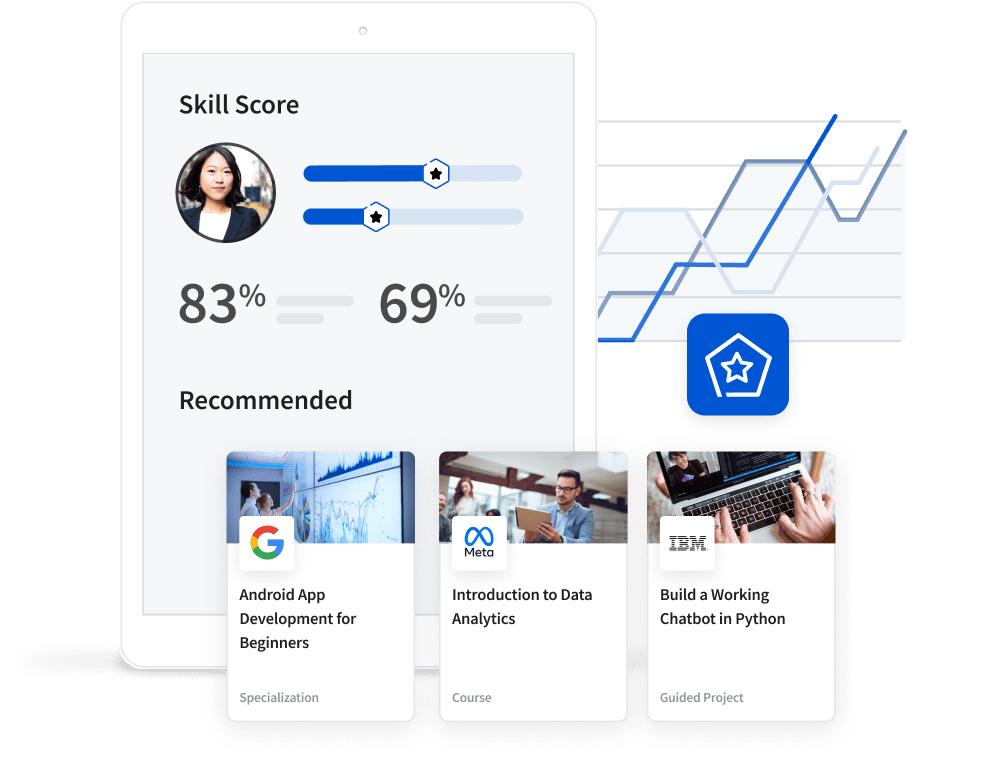 Skill Score
83%
69%
Recommended
Meta
IBM
Android App
Development for
Beginners
Introduction to Data
Analytics
Build a Working
Chatbot in Python
Specialization
Course
Guided Project